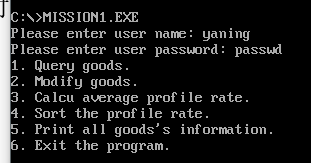 C:\>MISSION1.EXE
Please enter user name: yaning
Please enter user password: passwd
1. Query goods.
2. Modify goods.
3. Calcu average profile rate.
4. Sort the profile rate.
5. Print all goods's information.
6. Exit the program.